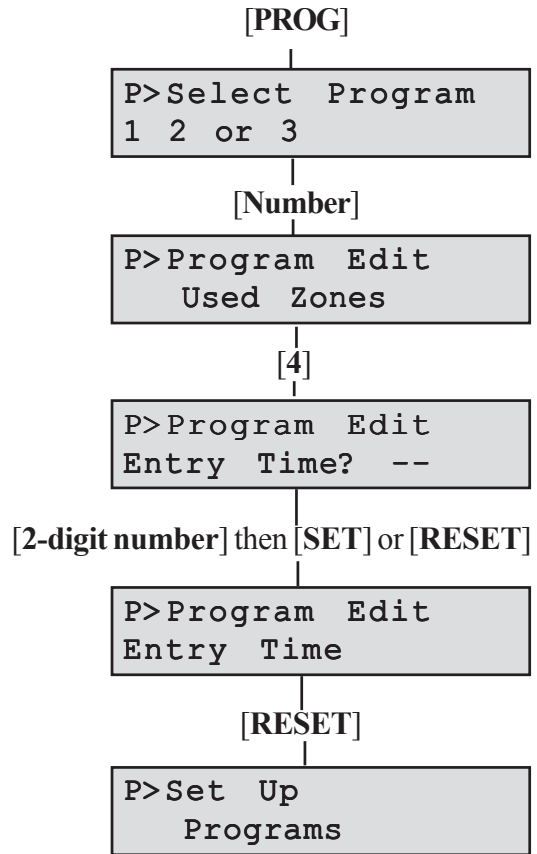 [PROG]
P>Select Program
1 2 or 3
[Number]
P>Program Edit
Used Zones
[4]
P>Program Edit
Entry Time? --
[2-digit number] then [SET] or [RESET]
P>Program Edit
Entry Time
[RESET]
P>Set Up
Programs